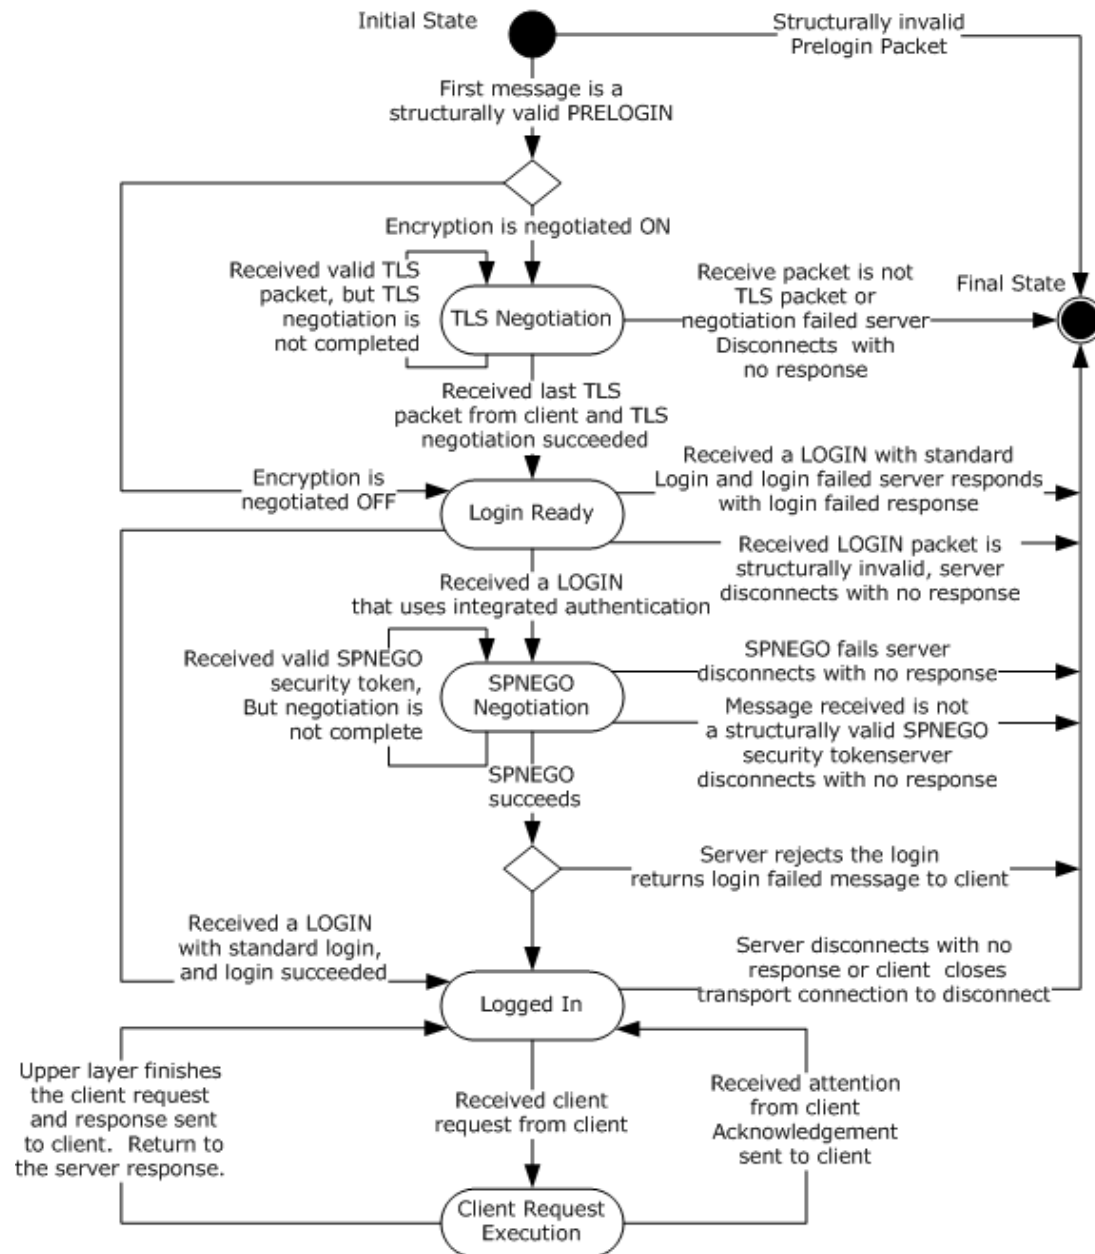 Initial State
Structurally invalid
Prelogin Packet
First message is a
structurally valid PRELOGIN
Encryption is negotiated ON
Received valid TLS
packet, but TLS
negotiation is
not completed
TLS Negotiation
Receive packet is not
TLS packet or
negotiation failed server
Disconnects with
no response
Final State
Received last TLS
packet from client and TLS
negotiation succeeded
Encryption is
negotiated OFF
Login Ready
Received a LOGIN with standard
Login and login failed server responds
with login failed response
Received LOGIN packet is
structurally invalid, server
disconnects with no response
Received a LOGIN
that uses integrated authentication
Received valid SPNEGO
security token,
But negotiation is
not complete
SPNEGO
Negotiation
SPNEGO fails server
disconnects with no response
Message received is not
a structurally valid SPNEGO
security tokenserver
disconnects with no response
SPNEGO
succeeds
Server rejects the login
returns login failed message to client
Received a LOGIN
with standard login,
and login succeeded
Logged In
Server disconnects with no
response or client closes
transport connection to disconnect
Upper layer finishes
the client request
and response sent
to client. Return to
the server response.
Received client
request from client
Received attention
from client
Acknowledgement
sent to client
Client Request
Execution